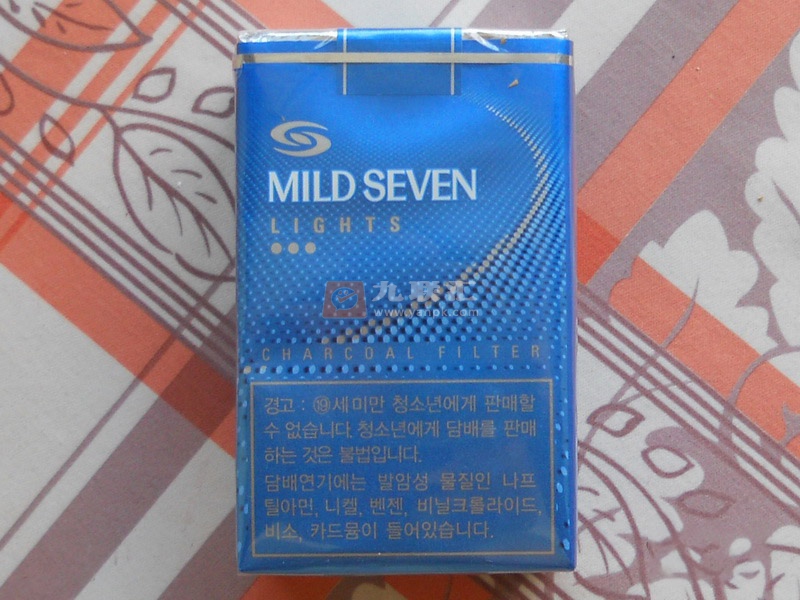 MILD SEVEN
LIGHTS
九联汇
www.yanpk.com
CHARCOAL FILTER
경고 : ⑲세 미만 청소년에게 판매할
수 없습니다. 청소년에게 담배를 판매
하는 것은 불법입니다.
담배연기에는 발암성 물질인 나프
틸아민, 니켈, 벤젠, 비닐크롤라이드,
비소, 카드뮴이 들어있습니다.